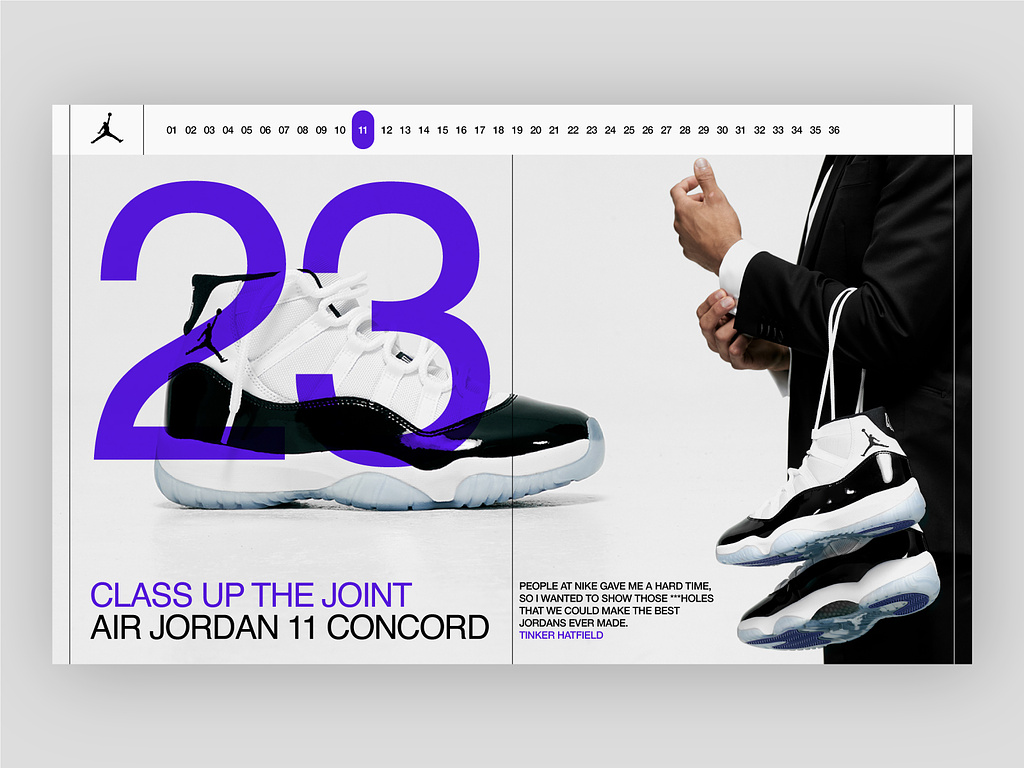 01 02 03 04 05 06 07 08 09 10 11 12 13 14 15 16 17 18 19 20 21 22 23 24 25 26 27 28 29 30 31 32 33 34 35 36
23
CLASS UP THE JOINT
AIR JORDAN 11 CONCORD
PEOPLE AT NIKE GAVE ME A HARD TIME,
SO I WANTED TO SHOW THOSE ***HOLES
THAT WE COULD MAKE THE BEST
JORDANS EVER MADE.
TINKER HATFIELD